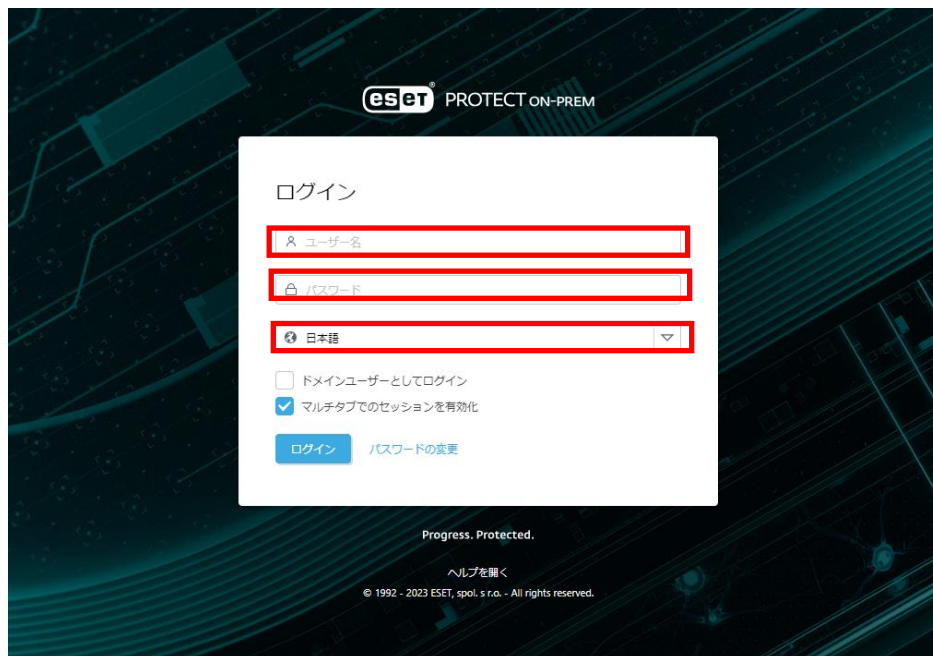 eset® PROTECT ON-PREM
ログイン
ユーザー名
パスワード
日本語
ドメインユーザーとしてログイン
マルチタブでのセッションを有効化
ログイン パスワードの変更
Progress. Protected.
ヘルプを開く
© 1992 - 2023 ESET, spol. s r.o. - All rights reserved.